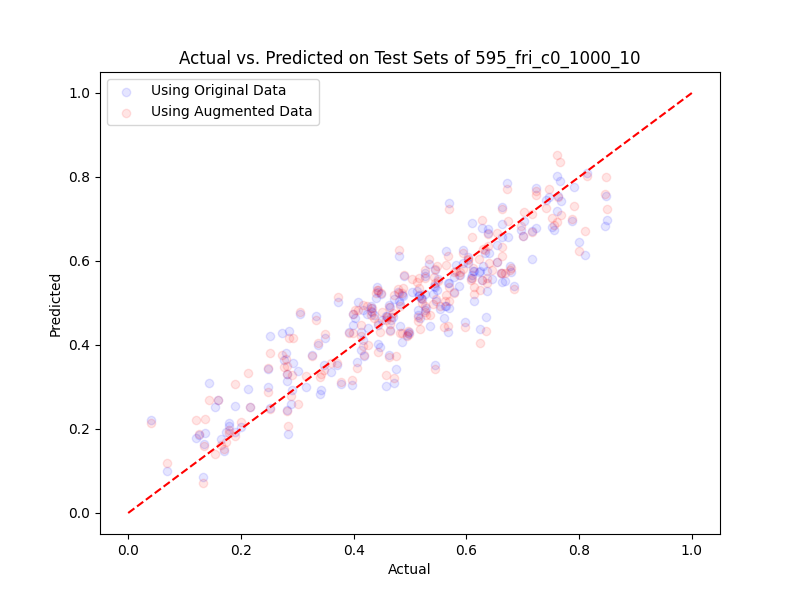 Actual vs. Predicted on Test Sets of 595_fri_c0_1000_10
Using Original Data
Using Augmented Data
1.0
0.8
0.6
0.4
0.2
0.0
Predicted
0.0 0.2 0.4 0.6 0.8 1.0
Actual